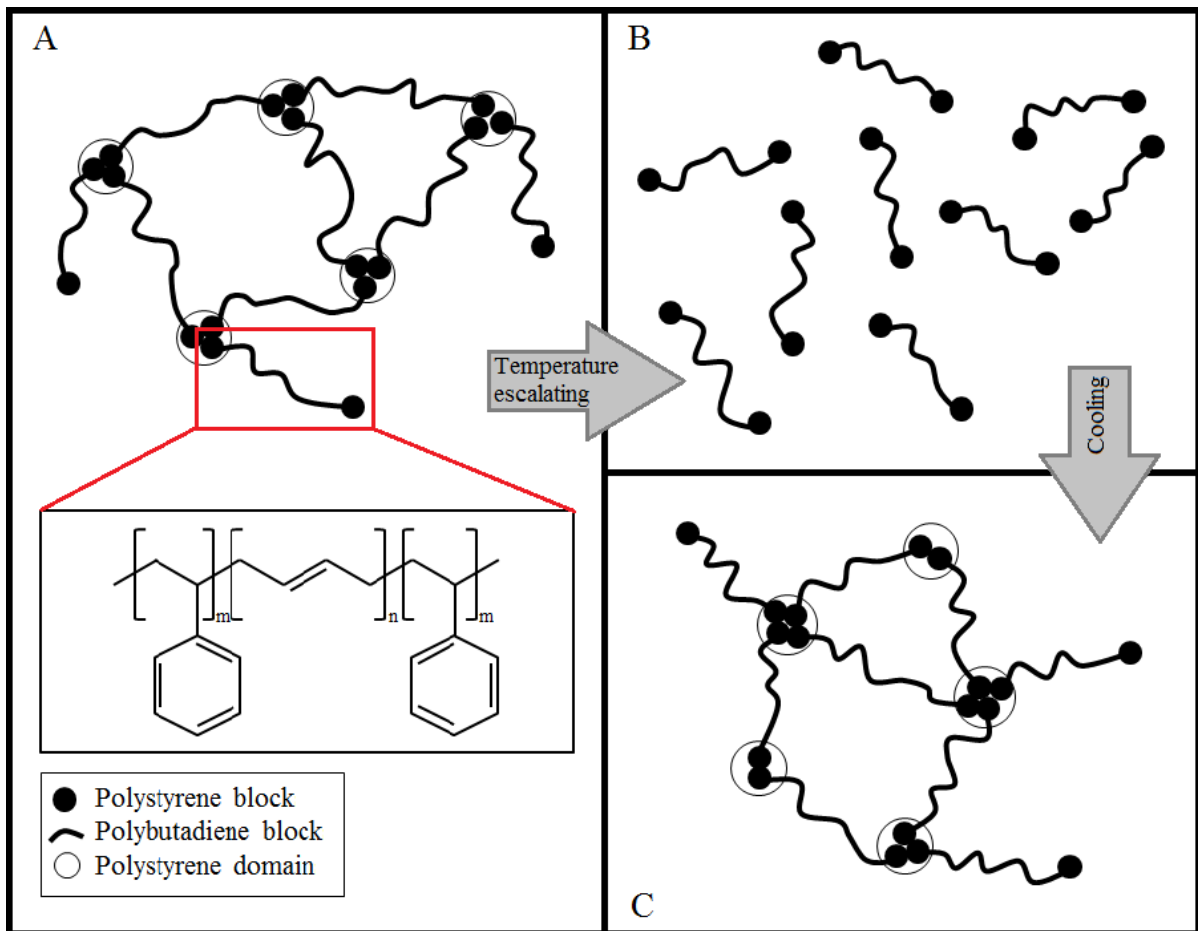 A
B
Temperature
escalating
Cooling
m
n
m
Polystyrene block
Polybutadiene block
Polystyrene domain
C